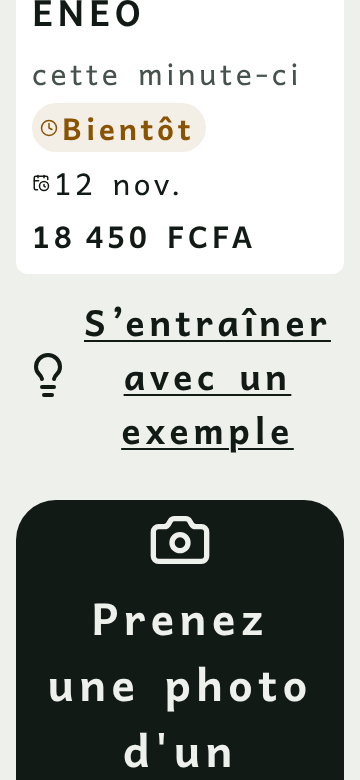 ENEO
cette minute-ci
Bientôt
12 nov.
18 450 FCFA
S’entraîner
avec un
exemple
Prenez
une photo
d'un